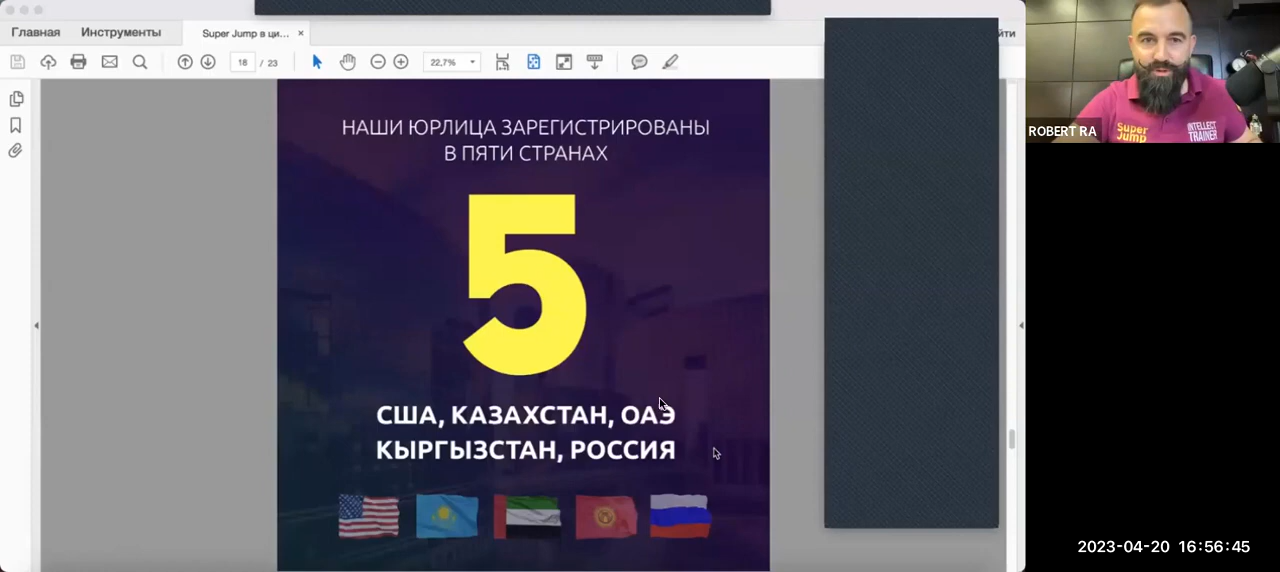 Главная
Инструменты
Super Jump в ци...
18 / 23
22,7%
НАШИ ЮРЛИЦА ЗАРЕГИСТРИРОВАНЫ
В ПЯТИ СТРАНАХ
5
США, КАЗАХСТАН, ОАЭ
КЫРГЫЗСТАН, РОССИЯ
ROBERT RA
Super
Jump
INTELLECT
TRAINER
2023-04-20 16:56:45